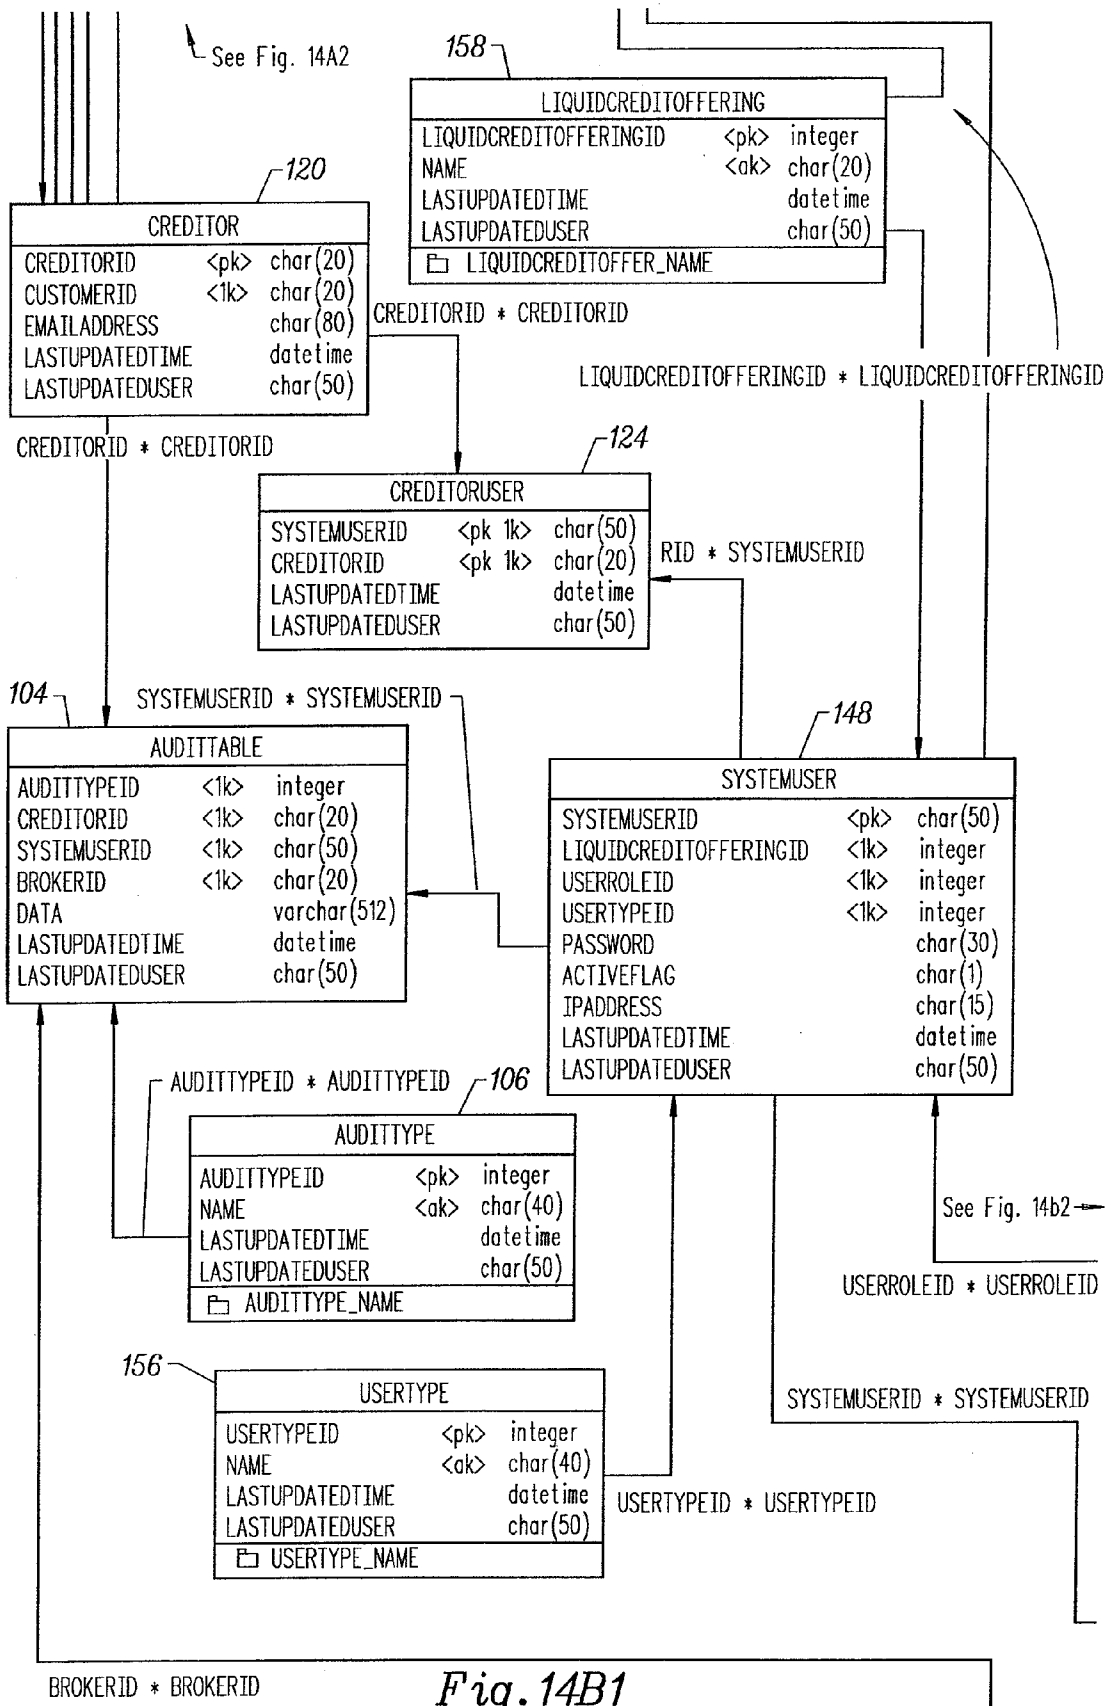 See Fig. 14A2
158
LIQUIDCREDITOFFERING
LIQUIDCREDITOFFERINGID <pk> integer
NAME <ak> char(20)
LASTUPDATEDTIME datetime
LASTUPDATEDUSER char(50)
LIQUIDCREDITOFFER_NAME
120
CREDITOR
CREDITORID <pk> char(20)
CUSTOMERID <1k> char(20)
EMAILADDRESS char(80)
LASTUPDATEDTIME datetime
LASTUPDATEDUSER char(50)
CREDITORID * CREDITORID
LIQUIDCREDITOFFERINGID * LIQUIDCREDITOFFERINGID
CREDITORID * CREDITORID
124
CREDITORUSER
SYSTEMUSERID <pk 1k> char(50)
CREDITORID <pk 1k> char(20)
LASTUPDATEDTIME datetime
LASTUPDATEDUSER char(50)
RID * SYSTEMUSERID
104
SYSTEMUSERID * SYSTEMUSERID
AUDITTABLE
AUDITTYPEID <1k> integer
CREDITORID <1k> char(20)
SYSTEMUSERID <1k> char(50)
BROKERID <1k> char(20)
DATA varchar(512)
LASTUPDATEDTIME datetime
LASTUPDATEDUSER char(50)
148
SYSTEMUSER
SYSTEMUSERID <pk> char(50)
LIQUIDCREDITOFFERINGID <1k> integer
USERROLEID <1k> integer
USERTYPEID <1k> integer
PASSWORD char(30)
ACTIVEFLAG char(1)
IPADDRESS char(15)
LASTUPDATEDTIME datetime
LASTUPDATEDUSER char(50)
AUDITTYPEID * AUDITTYPEID
106
AUDITTYPE
AUDITTYPEID <pk> integer
NAME <ak> char(40)
LASTUPDATEDTIME datetime
LASTUPDATEDUSER char(50)
AUDITTYPE_NAME
See Fig. 14b2
USERROLEID * USERROLEID
156
USERTYPE
USERTYPEID <pk> integer
NAME <ak> char(40)
LASTUPDATEDTIME datetime
LASTUPDATEDUSER char(50)
USERTYPE_NAME
SYSTEMUSERID * SYSTEMUSERID
USERTYPEID * USERTYPEID
BROKERID * BROKERID
Fig. 14B1